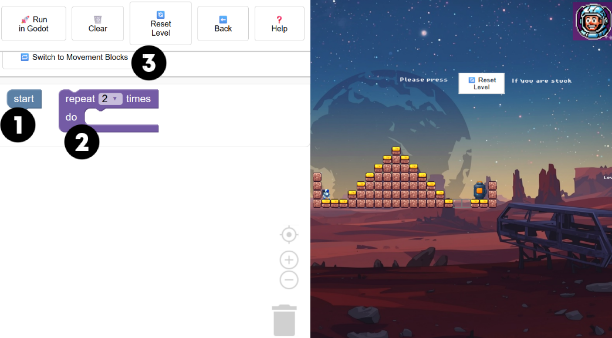 Run
in Godot
Clear
Reset
Level
Back
Help
Switch to Movement Blocks
3
start
repeat 2 times
do
1
2
Please press
Reset
Level
If you are stuck
Lev